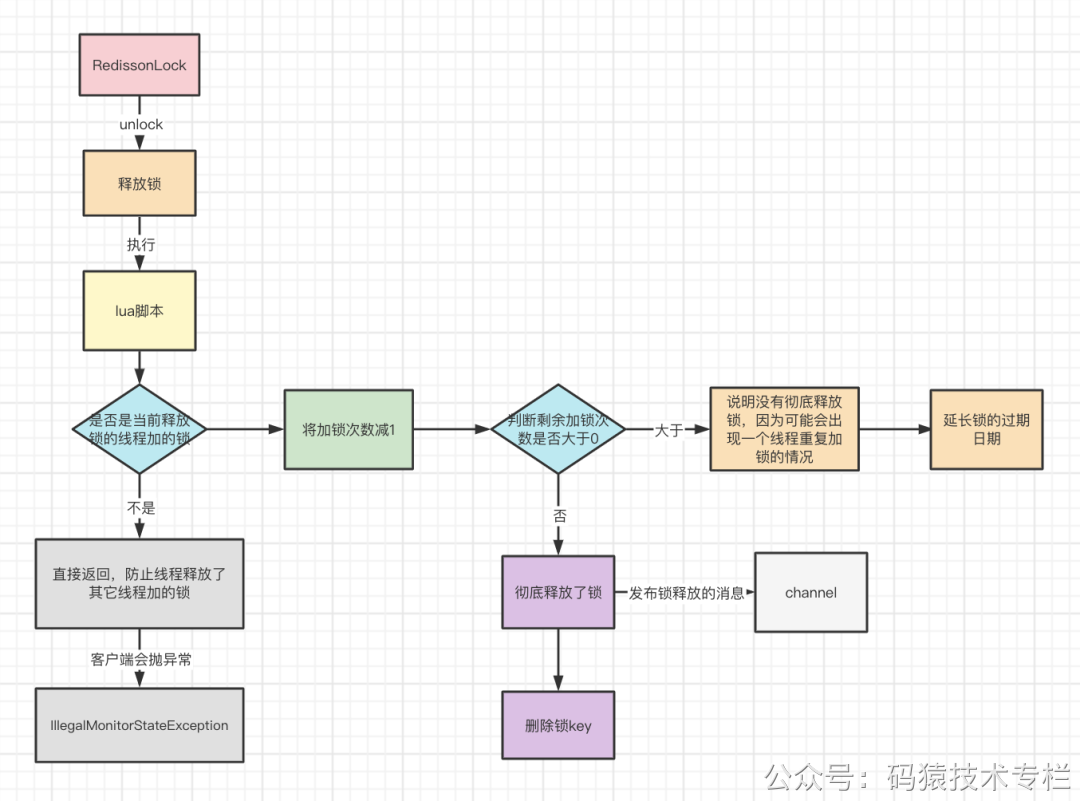 RedissonLock
unlock
释放锁
执行
lua脚本
是否是当前释放
锁的线程加的锁
将加锁次数减1
判断剩余加锁次
数是否大于0
大于
说明没有彻底释放
锁，因为可能会出
现一个线程重复加
锁的情况
延长锁的过期
日期
不是
否
直接返回，防止线程释放了
其它线程加的锁
彻底释放了锁
发布锁释放的消息
channel
客户端会抛异常
IllegalMonitorStateException
删除锁key
公众号：码猿技术专栏